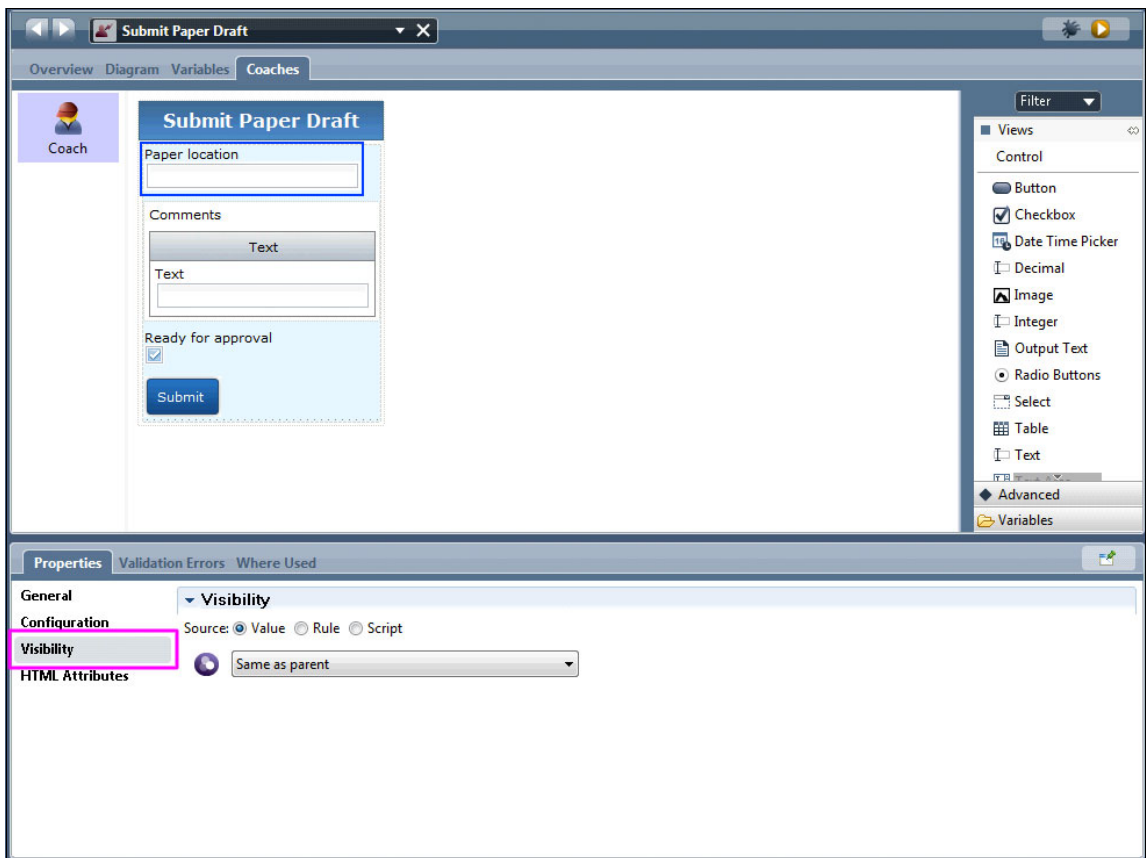 Submit Paper Draft
Overview Diagram Variables Coaches
Coach
Submit Paper Draft
Paper location
Comments
Text
Text
Ready for approval
Submit
Filter
Views
Control
Button
Checkbox
Date Time Picker
Decimal
Image
Integer
Output Text
Radio Buttons
Select
Table
Text
Advanced
Variables
Properties Validation Errors Where Used
General
Configuration
Visibility
HTML Attributes
Visibility
Source: Value Rule Script
Same as parent